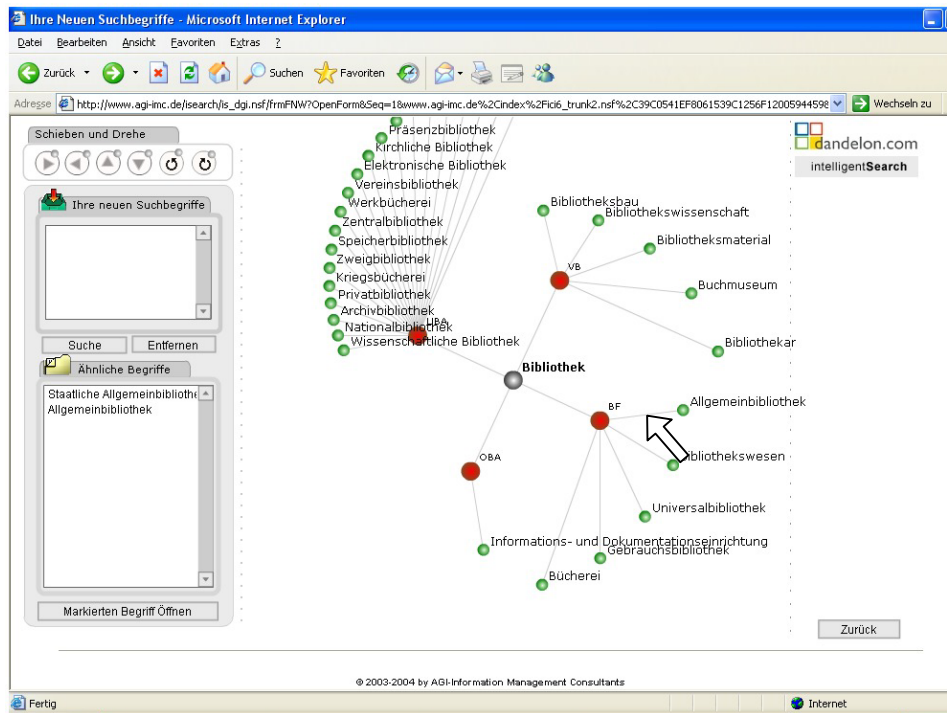 Ihre Neuen Suchbegriffe - Microsoft Internet Explorer
Datei Bearbeiten Ansicht Favoriten Extras ?
Zurück Suchen Favoriten
Adresse http://www.agi-imc.de/isearch/is_dgi.nsf/frmFNW?OpenForm&Seq=1&www.agi-imc.de%2Cindex%2Fici6_trunk2.nsf%2C39C0541EF8061539C1256F1200594459 Wechseln zu
Schieben und Drehe
dandelon.com
intelligentSearch
Ihre neuen Suchbegriffe
Suche Entfernen
Ähnliche Begriffe
Staatliche Allgemeinbibliothe
Allgemeinbibliothek
Markierten Begriff Öffnen
Präsenzbibliothek
Kirchliche Bibliothek
Elektronische Bibliothek
Vereinsbibliothek
Werkbücherei
Zentralbibliothek
Speicherbibliothek
Zweigbibliothek
Kriegsbücherei
Privatbibliothek
Archivbibliothek
UBA
Nationalbibliothek
Wissenschaftliche Bibliothek
Bibliotheksbau
Bibliothekswissenschaft
Bibliotheksmaterial
VB
Buchmuseum
Bibliothekar
Bibliothek
BF
Allgemeinbibliothek
Bibliothekswesen
OBA
Universalbibliothek
Informations- und Dokumentationseinrichtung
Gebrauchsbibliothek
Bücherei
Zurück
© 2003-2004 by AGI-Information Management Consultants
Fertig Internet